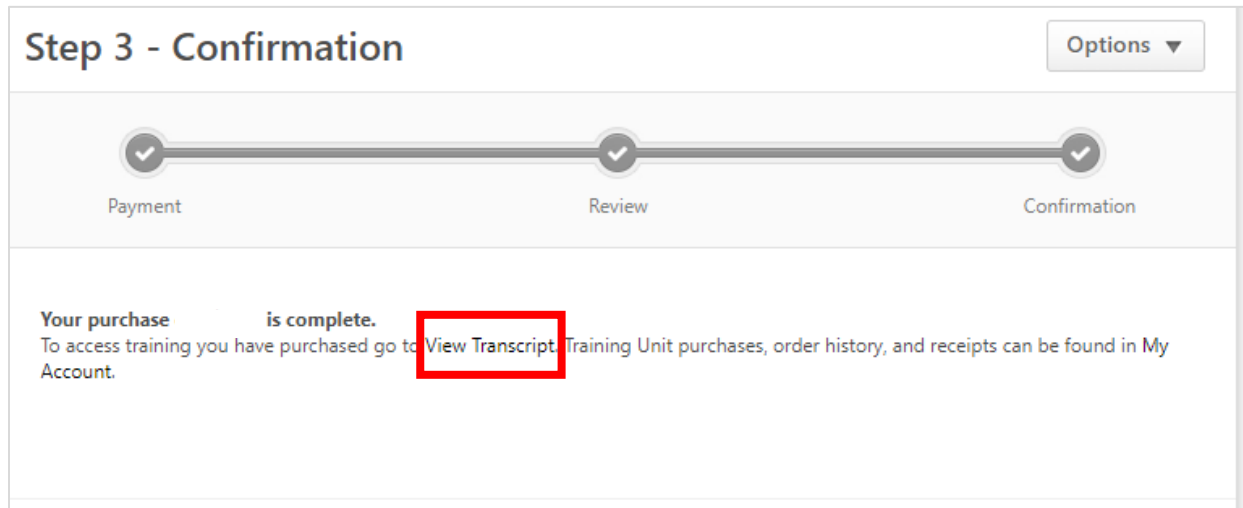 Step 3 - Confirmation
Options ▼
Payment
Review
Confirmation
Your purchase is complete.
To access training you have purchased go to View Transcript. Training Unit purchases, order history, and receipts can be found in My
Account.